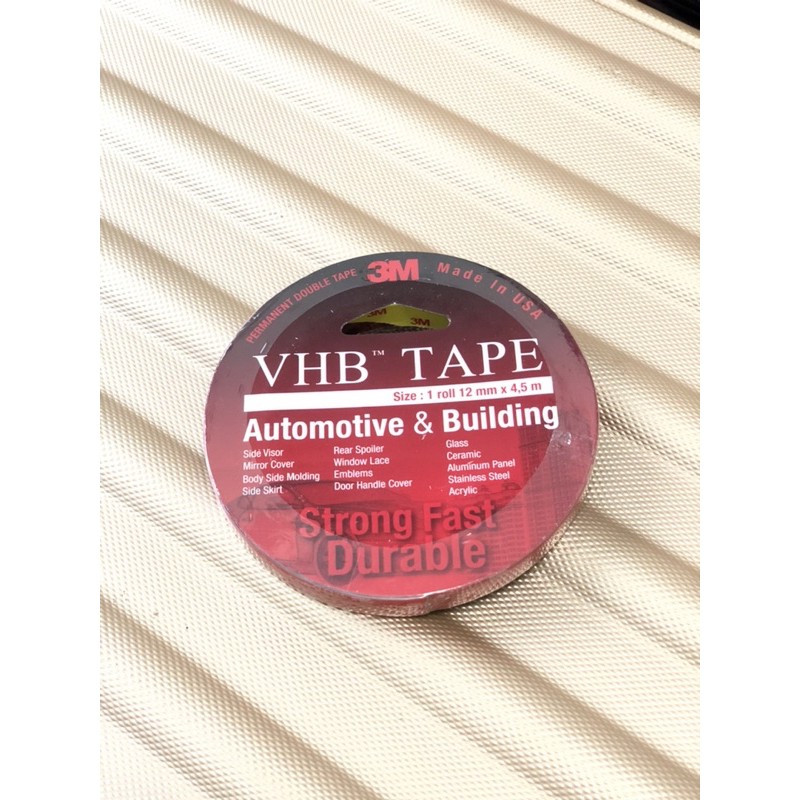 PERMANENT DOUBLE TAPE 3M Made In USA
3M 3M
VHB™ TAPE
Size : 1 roll 12 mm x 4,5 m
Automotive & Building
Side Visor
Mirror Cover
Body Side Molding
Side Skirt
Rear Spoiler
Window Lace
Emblems
Door Handle Cover
Glass
Ceramic
Aluminum Panel
Stainless Steel
Acrylic
Strong Fast
Durable